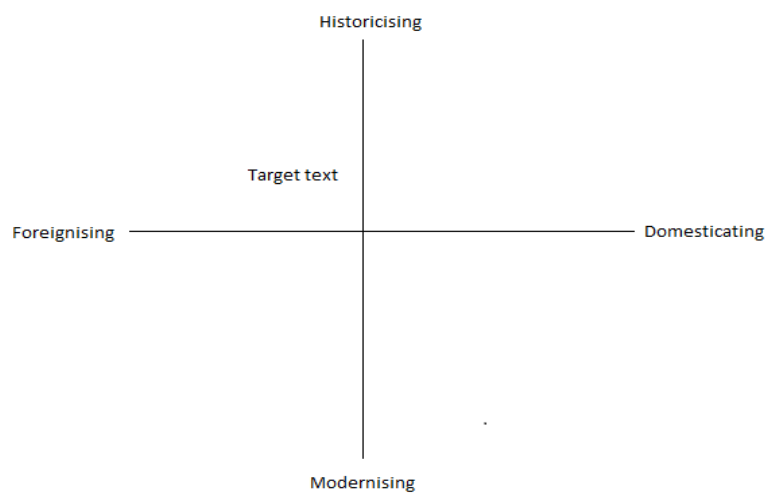 Historicising
Target text
Foreignising
Domesticating
Modernising